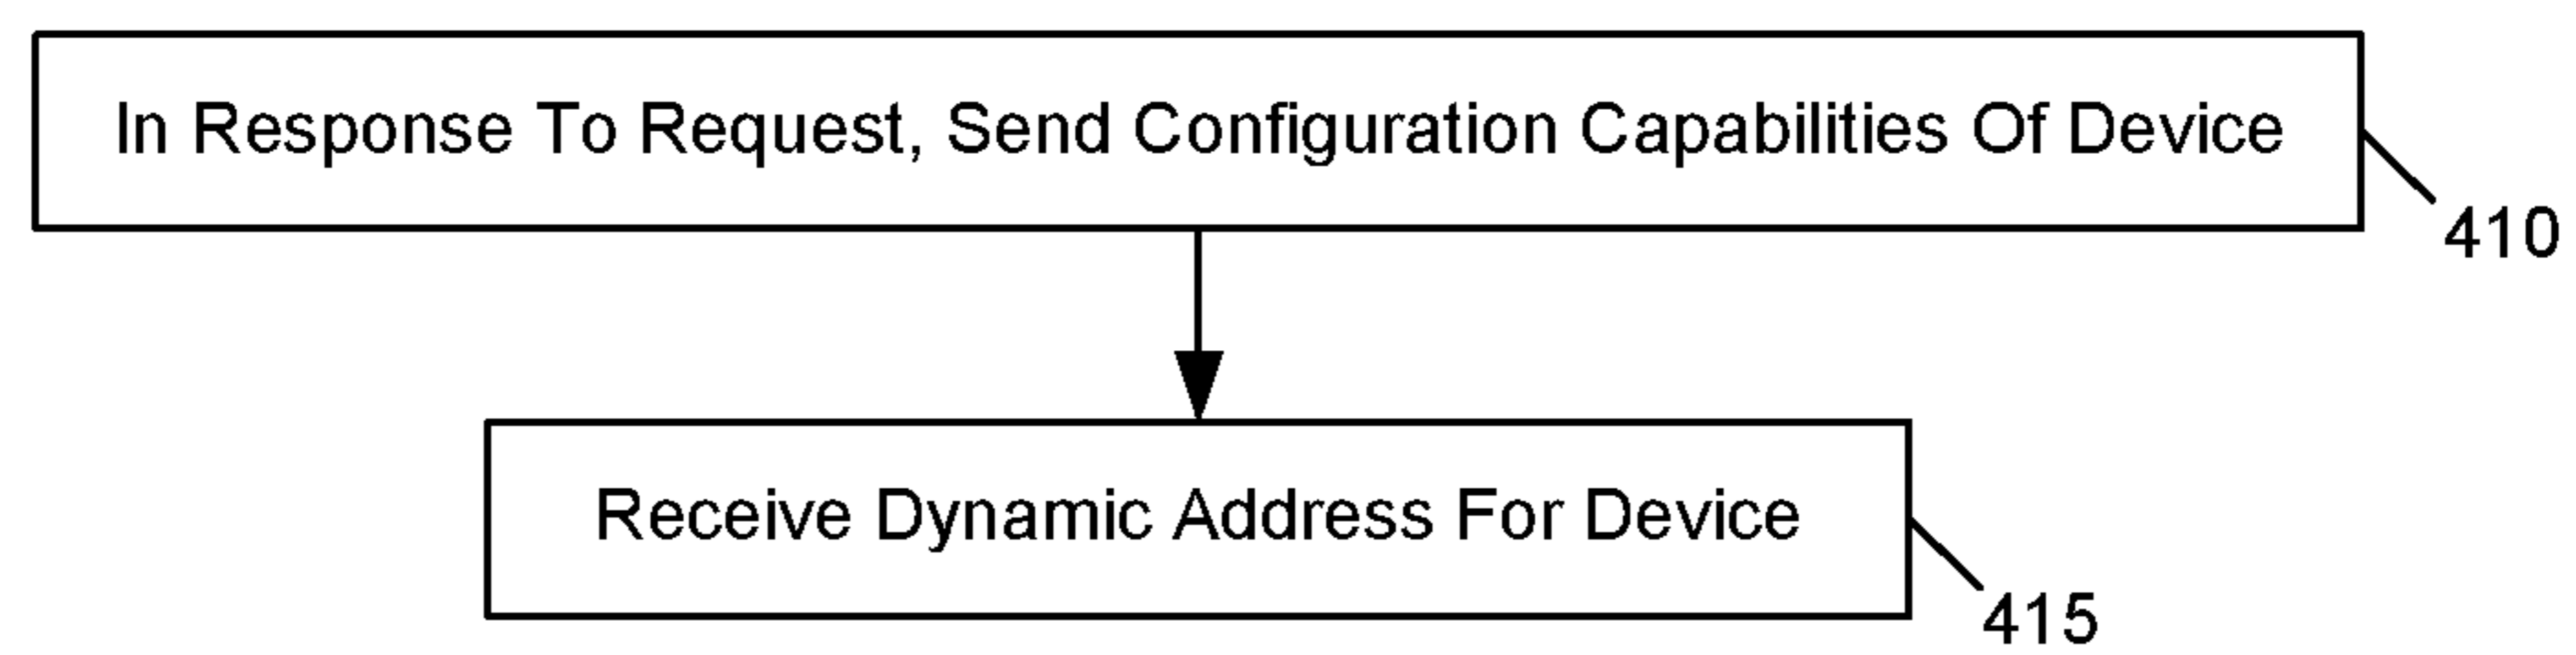 In Response To Request, Send Configuration Capabilities Of Device
410
Receive Dynamic Address For Device
415